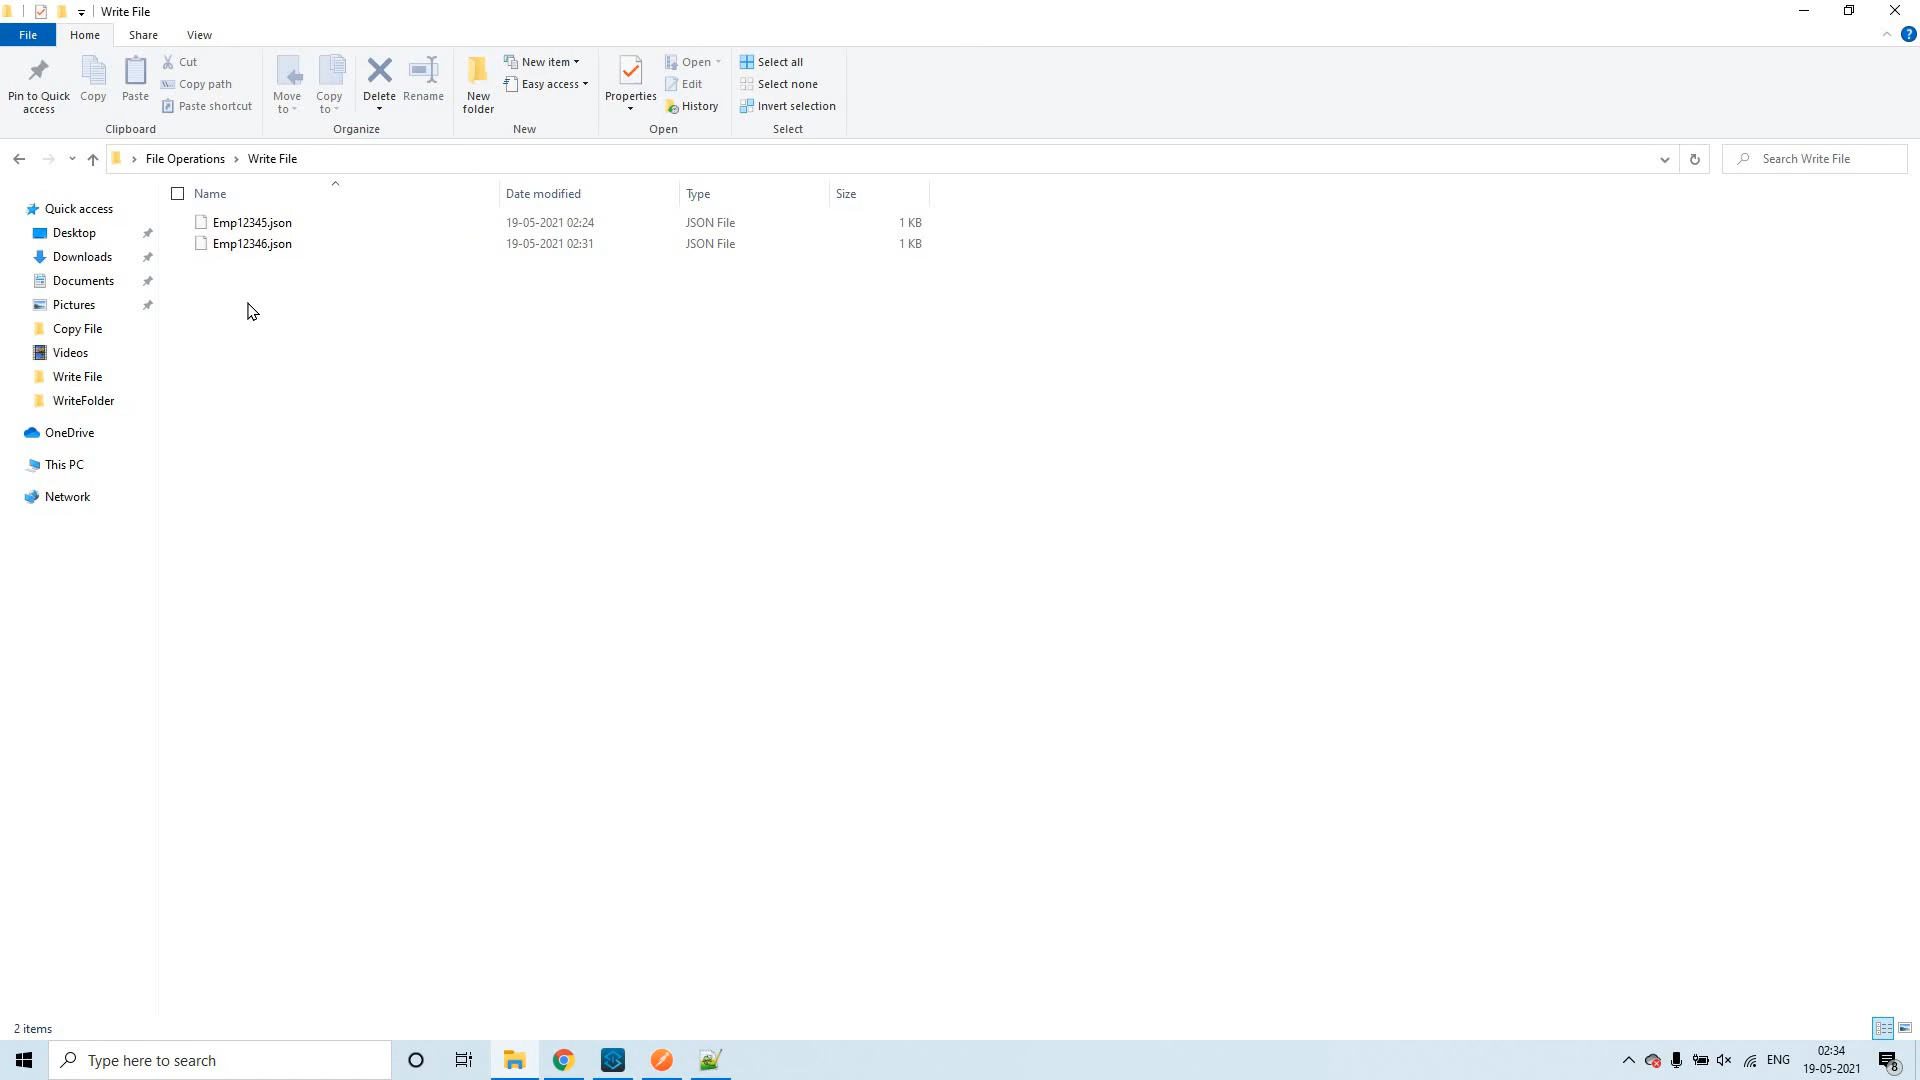 Write File
File Home Share View
Pin to Quick access
Copy
Paste
Cut
Copy path
Paste shortcut
Clipboard
Move to
Copy to
Delete
Rename
Organize
New folder
New item
Easy access
New
Properties
Open
Edit
History
Open
Select all
Select none
Invert selection
Select
File Operations Write File
Search Write File
Name Date modified Type Size
Emp12345.json 19-05-2021 02:24 JSON File 1 KB
Emp12346.json 19-05-2021 02:31 JSON File 1 KB
Quick access
Desktop
Downloads
Documents
Pictures
Copy File
Videos
Write File
WriteFolder
OneDrive
This PC
Network
2 items
Type here to search
ENG
02:34
19-05-2021
8